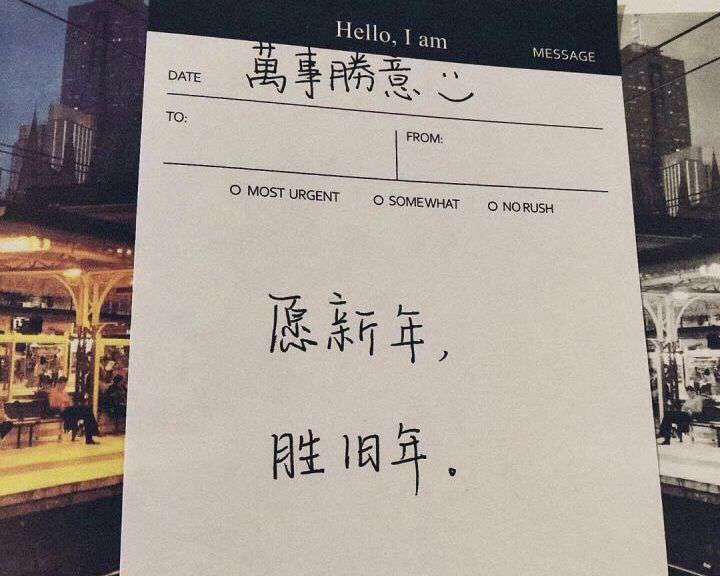 Hello, I am
MESSAGE
DATE 萬事勝意 :)
TO:
FROM:
O MOST URGENT O SOMEWHAT O NO RUSH
愿新年,
胜旧年。